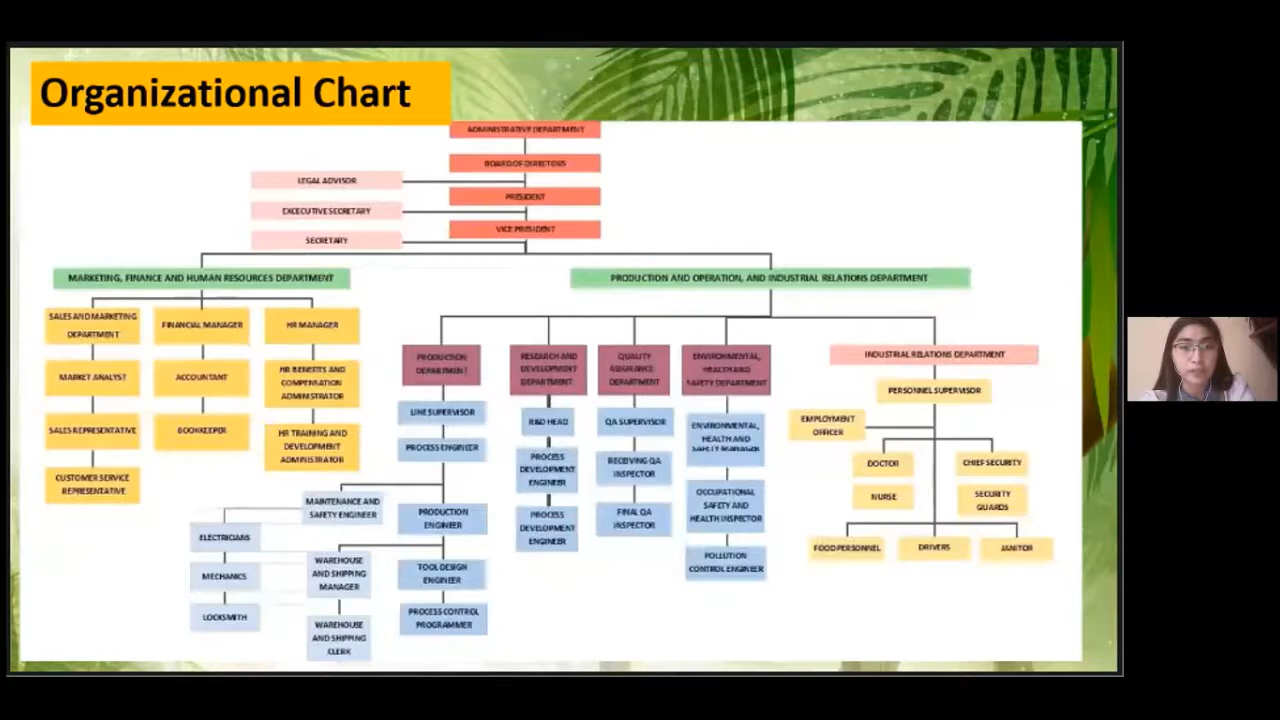 Organizational Chart
ADMINISTRATIVE DEPARTMENT
BOARD OF DIRECTORS
LEGAL ADVISOR
PRESIDENT
EXCECUTIVE SECRETARY
VICE PRESIDENT
SECRETARY
MARKETING, FINANCE AND HUMAN RESOURCES DEPARTMENT
PRODUCTION AND OPERATION, AND INDUSTRIAL RELATIONS DEPARTMENT
SALES AND MARKETING
DEPARTMENT
MARKET ANALYST
SALES REPRESENTATIVE
CUSTOMER SERVICE
REPRESENTATIVE
FINANCIAL MANAGER
ACCOUNTANT
BOOKKEEPER
HR MANAGER
HR BENEFITS AND
COMPENSATION
ADMINISTRATOR
HR TRAINING AND
DEVELOPMENT
ADMINISTRATOR
PRODUCTION
DEPARTMENT
LINE SUPERVISOR
PROCESS ENGINEER
MAINTENANCE AND
SAFETY ENGINEER
ELECTRICIANS
MECHANICS
LOCKSMITH
PRODUCTION
ENGINEER
WAREHOUSE
AND SHIPPING
MANAGER
WAREHOUSE
AND SHIPPING
CLERK
TOOL DESIGN
ENGINEER
PROCESS CONTROL
PROGRAMMER
RESEARCH AND
DEVELOPMENT
DEPARTMENT
R&D HEAD
PROCESS
DEVELOPMENT
ENGINEER
PROCESS
DEVELOPMENT
ENGINEER
QUALITY
ASSURANCE
DEPARTMENT
QA SUPERVISOR
RECEIVING QA
INSPECTOR
FINAL QA
INSPECTOR
ENVIRONMENTAL,
HEALTH AND
SAFETY DEPARTMENT
ENVIRONMENTAL,
HEALTH AND
SAFETY MANAGER
OCCUPATIONAL
SAFETY AND
HEALTH INSPECTOR
POLLUTION
CONTROL ENGINEER
INDUSTRIAL RELATIONS DEPARTMENT
PERSONNEL SUPERVISOR
EMPLOYMENT
OFFICER
DOCTOR
NURSE
CHIEF SECURITY
SECURITY
GUARDS
FOOD PERSONNEL
DRIVERS
JANITOR